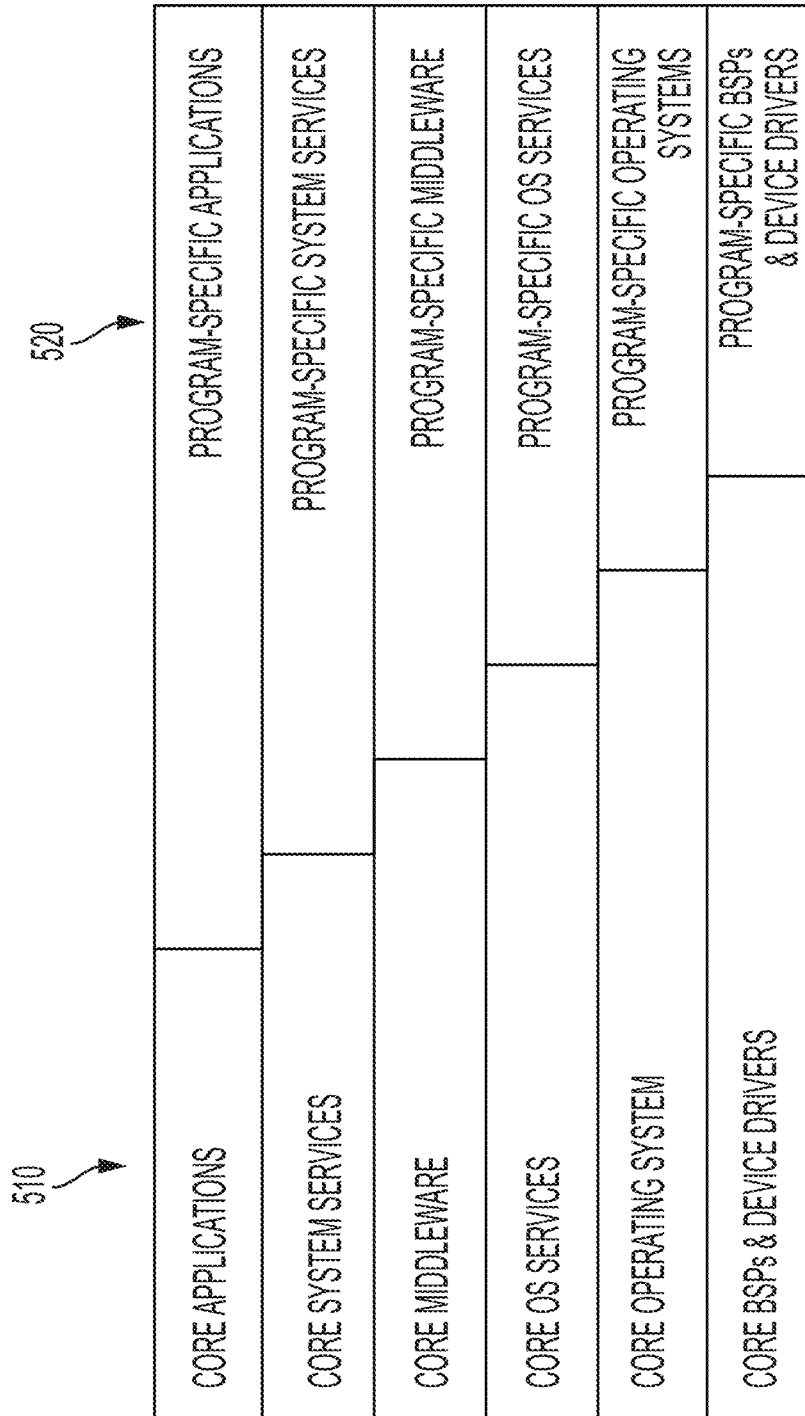 510
520
CORE APPLICATIONS
PROGRAM-SPECIFIC APPLICATIONS
CORE SYSTEM SERVICES
PROGRAM-SPECIFIC SYSTEM SERVICES
CORE MIDDLEWARE
PROGRAM-SPECIFIC MIDDLEWARE
CORE OS SERVICES
PROGRAM-SPECIFIC OS SERVICES
CORE OPERATING SYSTEM
PROGRAM-SPECIFIC OPERATING
SYSTEMS
CORE BSPs & DEVICE DRIVERS
PROGRAM-SPECIFIC BSPs
& DEVICE DRIVERS